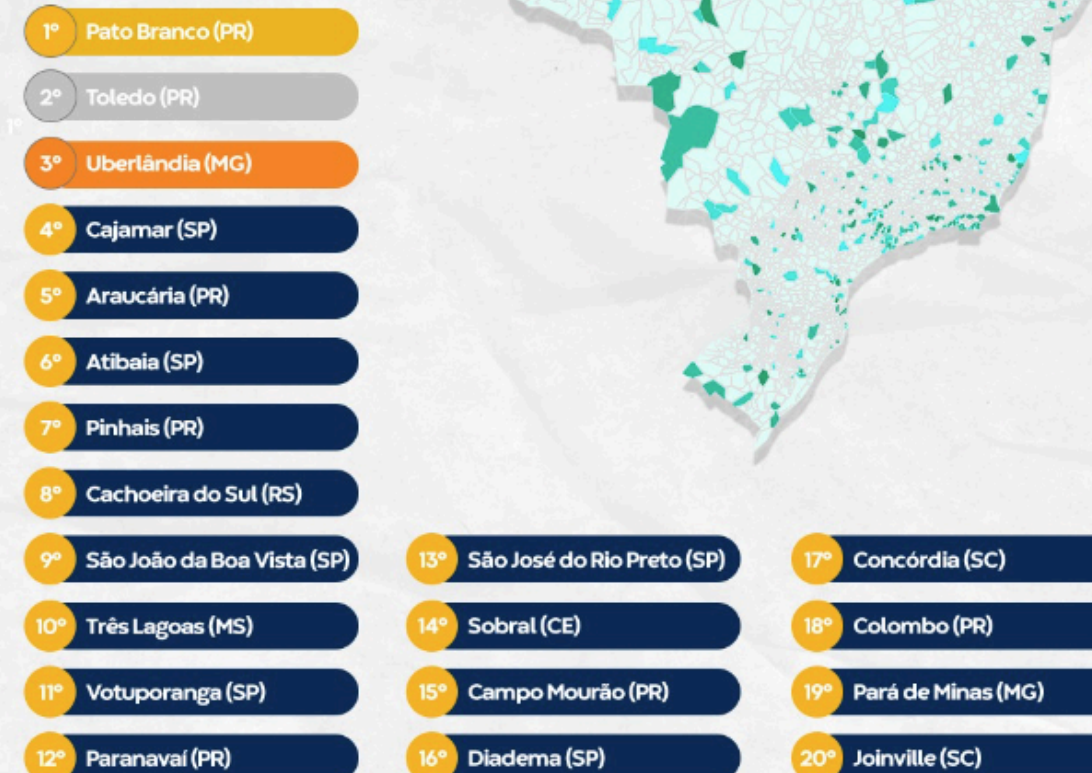 1º Pato Branco (PR)
2º Toledo (PR)
1º
3º Uberlândia (MG)
4º Cajamar (SP)
5º Araucária (PR)
6º Atibaia (SP)
7º Pinhais (PR)
8º Cachoeira do Sul (RS)
9º São João da Boa Vista (SP)
10º Três Lagoas (MS)
11º Votuporanga (SP)
12º Paranavaí (PR)
13º São José do Rio Preto (SP)
14º Sobral (CE)
15º Campo Mourão (PR)
16º Diadema (SP)
17º Concórdia (SC)
18º Colombo (PR)
19º Pará de Minas (MG)
20º Joinville (SC)